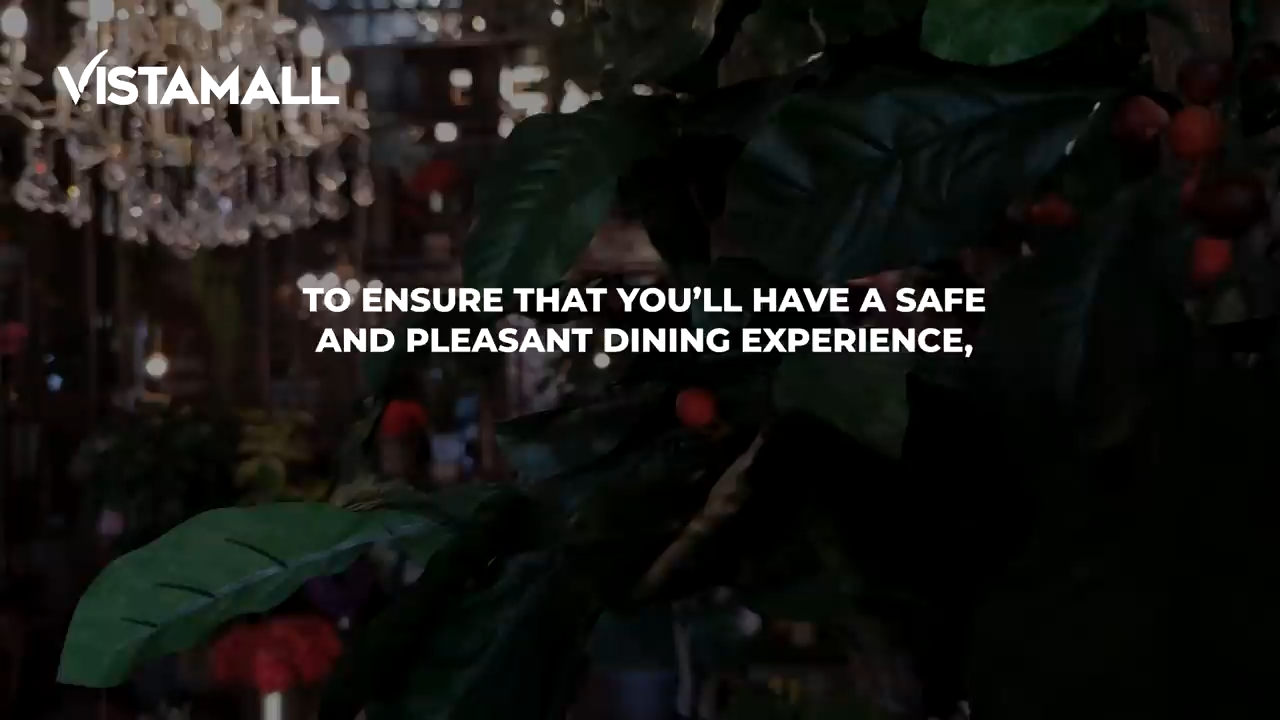 VISTAMALL
TO ENSURE THAT YOU’LL HAVE A SAFE
AND PLEASANT DINING EXPERIENCE,